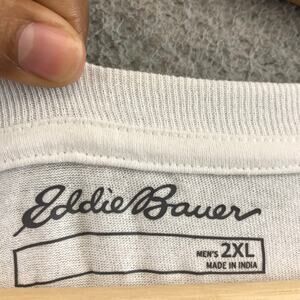 Eddie Bauer
MEN'S 2XL
MADE IN INDIA